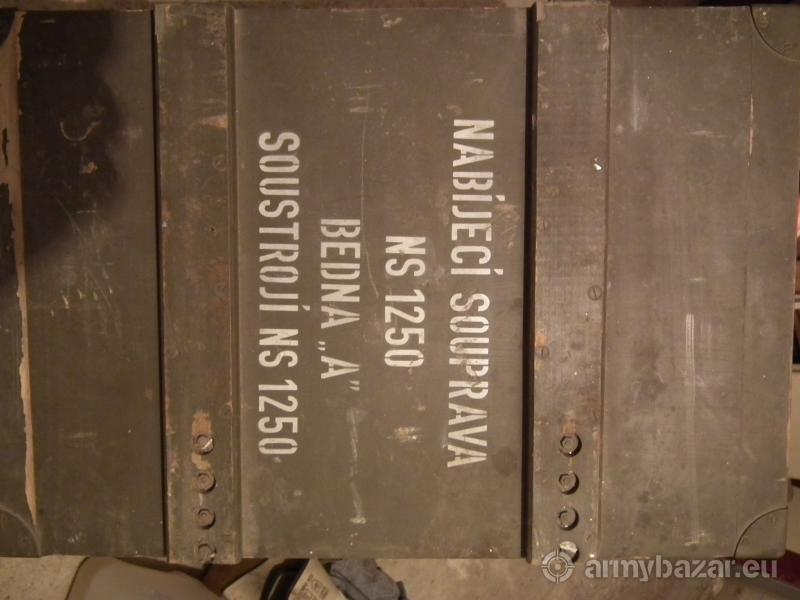 NABÍJECÍ SOUPRAVA
NS 1250
BEDNA „A”
SOUSTROJÍ NS 1250
armybazar.eu